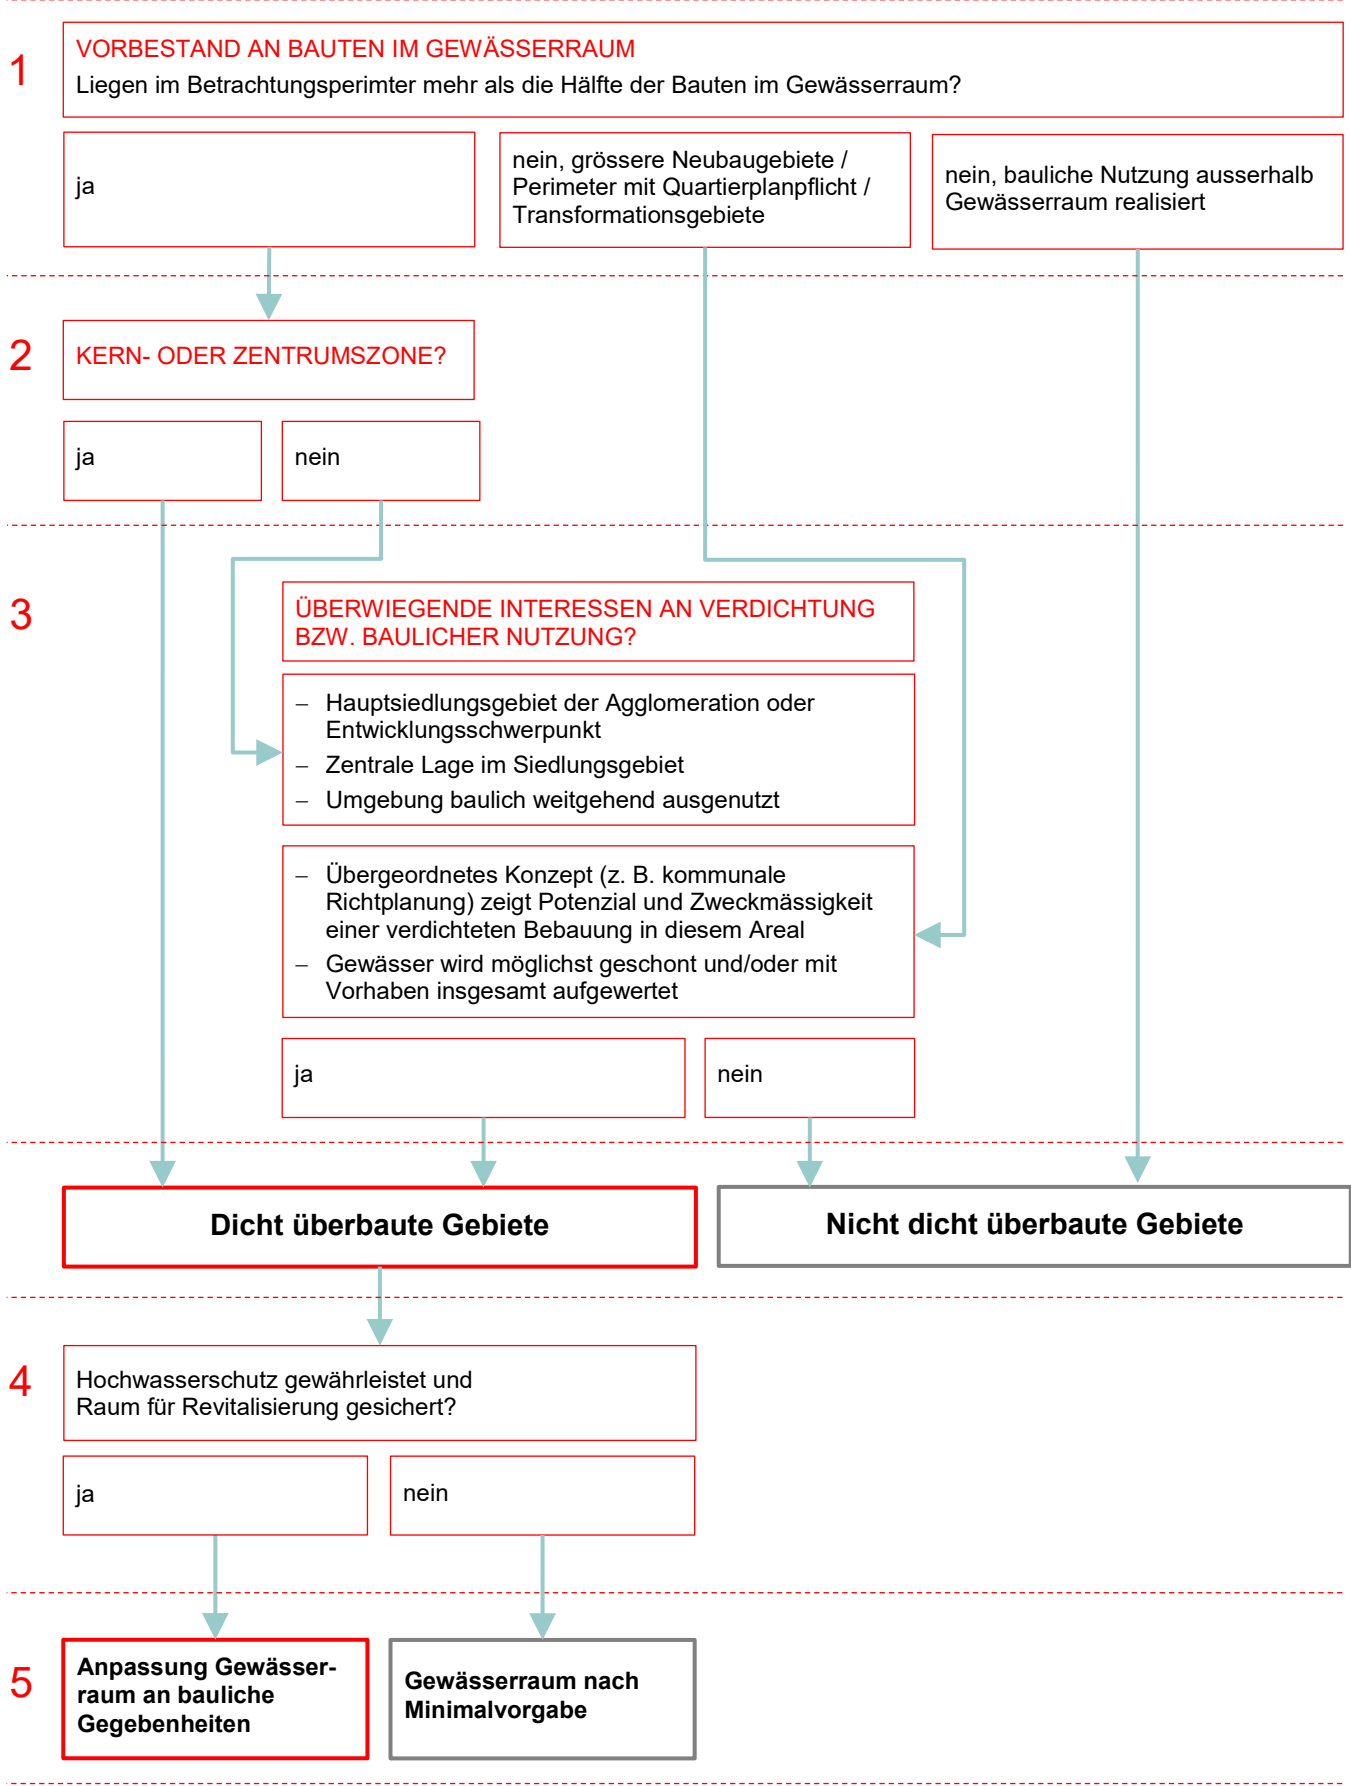 1
VORBESTAND AN BAUTEN IM GEWÄSSERRAUM
Liegen im Betrachtungsperimter mehr als die Hälfte der Bauten im Gewässerraum?
ja
nein, grössere Neubaugebiete /
Perimeter mit Quartierplanpflicht /
Transformationsgebiete
nein, bauliche Nutzung ausserhalb
Gewässerraum realisiert
2
KERN- ODER ZENTRUMSZONE?
ja
nein
3
ÜBERWIEGENDE INTERESSEN AN VERDICHTUNG
BZW. BAULICHER NUTZUNG?
– Hauptsiedlungsgebiet der Agglomeration oder
Entwicklungsschwerpunkt
– Zentrale Lage im Siedlungsgebiet
– Umgebung baulich weitgehend ausgenutzt
– Übergeordnetes Konzept (z. B. kommunale
Richtplanung) zeigt Potenzial und Zweckmässigkeit
einer verdichteten Bebauung in diesem Areal
– Gewässer wird möglichst geschont und/oder mit
Vorhaben insgesamt aufgewertet
ja
nein
Dicht überbaute Gebiete
Nicht dicht überbaute Gebiete
4
Hochwasserschutz gewährleistet und
Raum für Revitalisierung gesichert?
ja
nein
5
Anpassung Gewässer-
raum an bauliche
Gegebenheiten
Gewässerraum nach
Minimalvorgabe